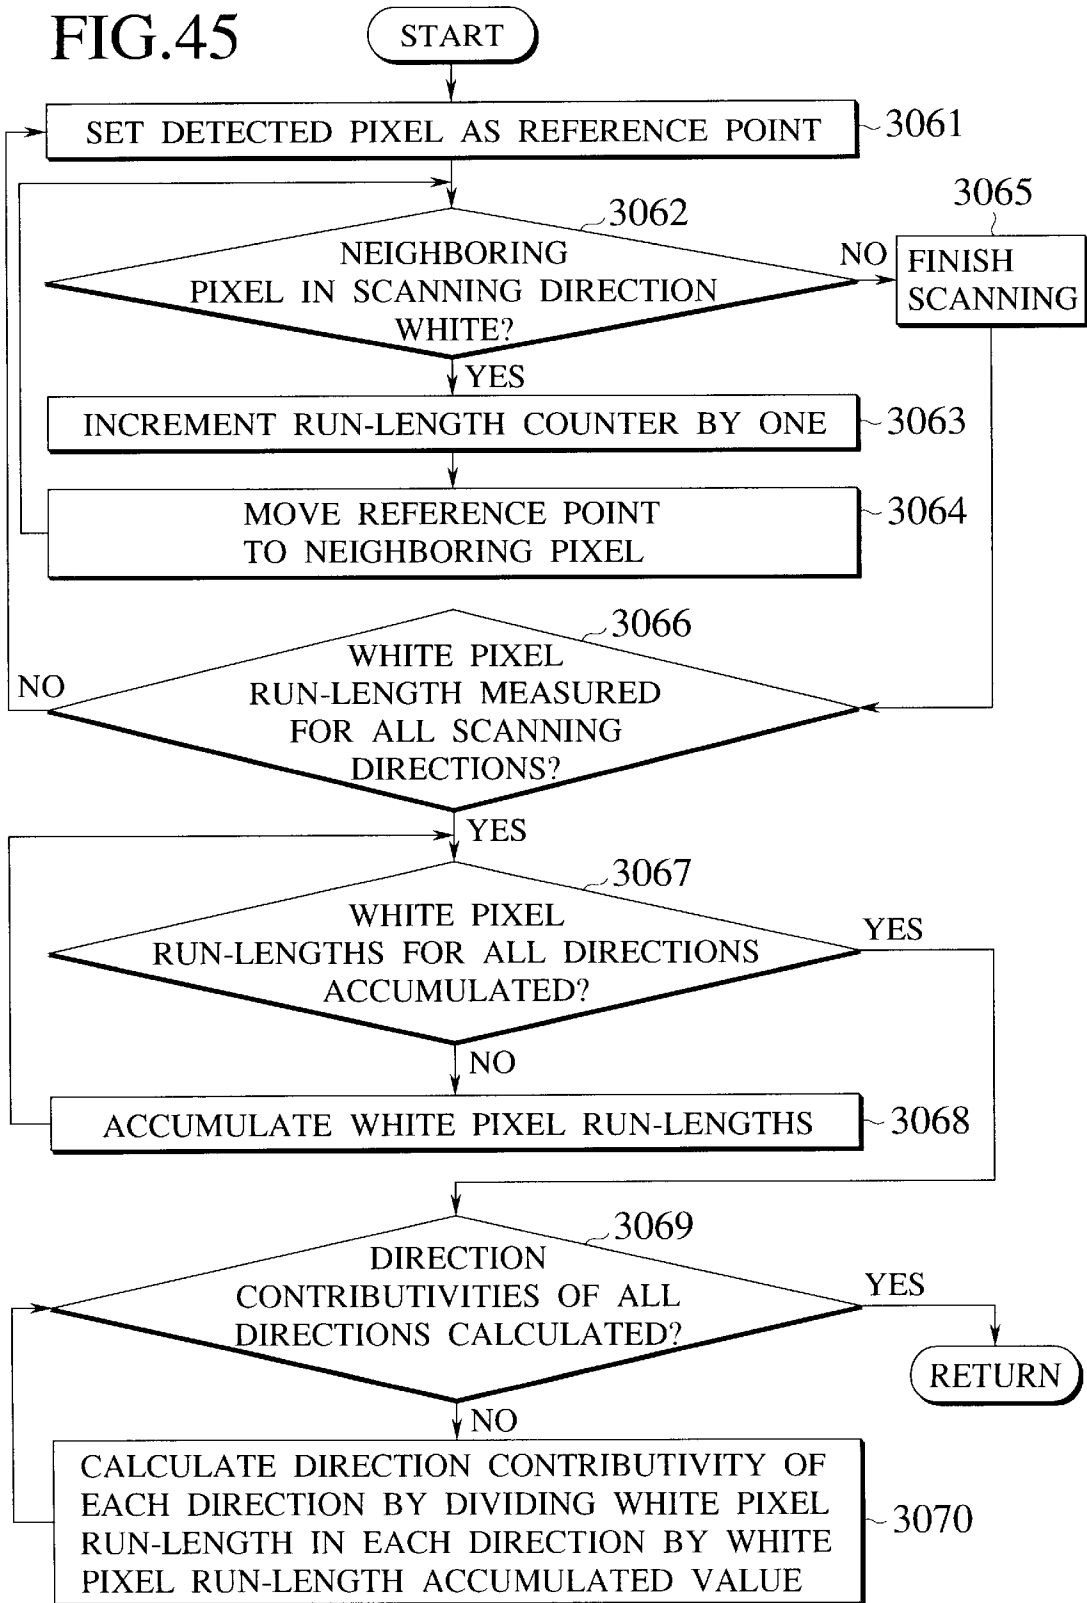 FIG.45
START
SET DETECTED PIXEL AS REFERENCE POINT
3061
3062
3065
NEIGHBORING
PIXEL IN SCANNING DIRECTION
WHITE?
NO
FINISH
SCANNING
YES
INCREMENT RUN-LENGTH COUNTER BY ONE
3063
MOVE REFERENCE POINT
TO NEIGHBORING PIXEL
3064
3066
WHITE PIXEL
RUN-LENGTH MEASURED
FOR ALL SCANNING
DIRECTIONS?
NO
YES
3067
WHITE PIXEL
RUN-LENGTHS FOR ALL DIRECTIONS
ACCUMULATED?
YES
NO
ACCUMULATE WHITE PIXEL RUN-LENGTHS
3068
3069
DIRECTION
CONTRIBUTIVITIES OF ALL
DIRECTIONS CALCULATED?
YES
RETURN
NO
CALCULATE DIRECTION CONTRIBUTIVITY OF
EACH DIRECTION BY DIVIDING WHITE PIXEL
RUN-LENGTH IN EACH DIRECTION BY WHITE
PIXEL RUN-LENGTH ACCUMULATED VALUE
3070